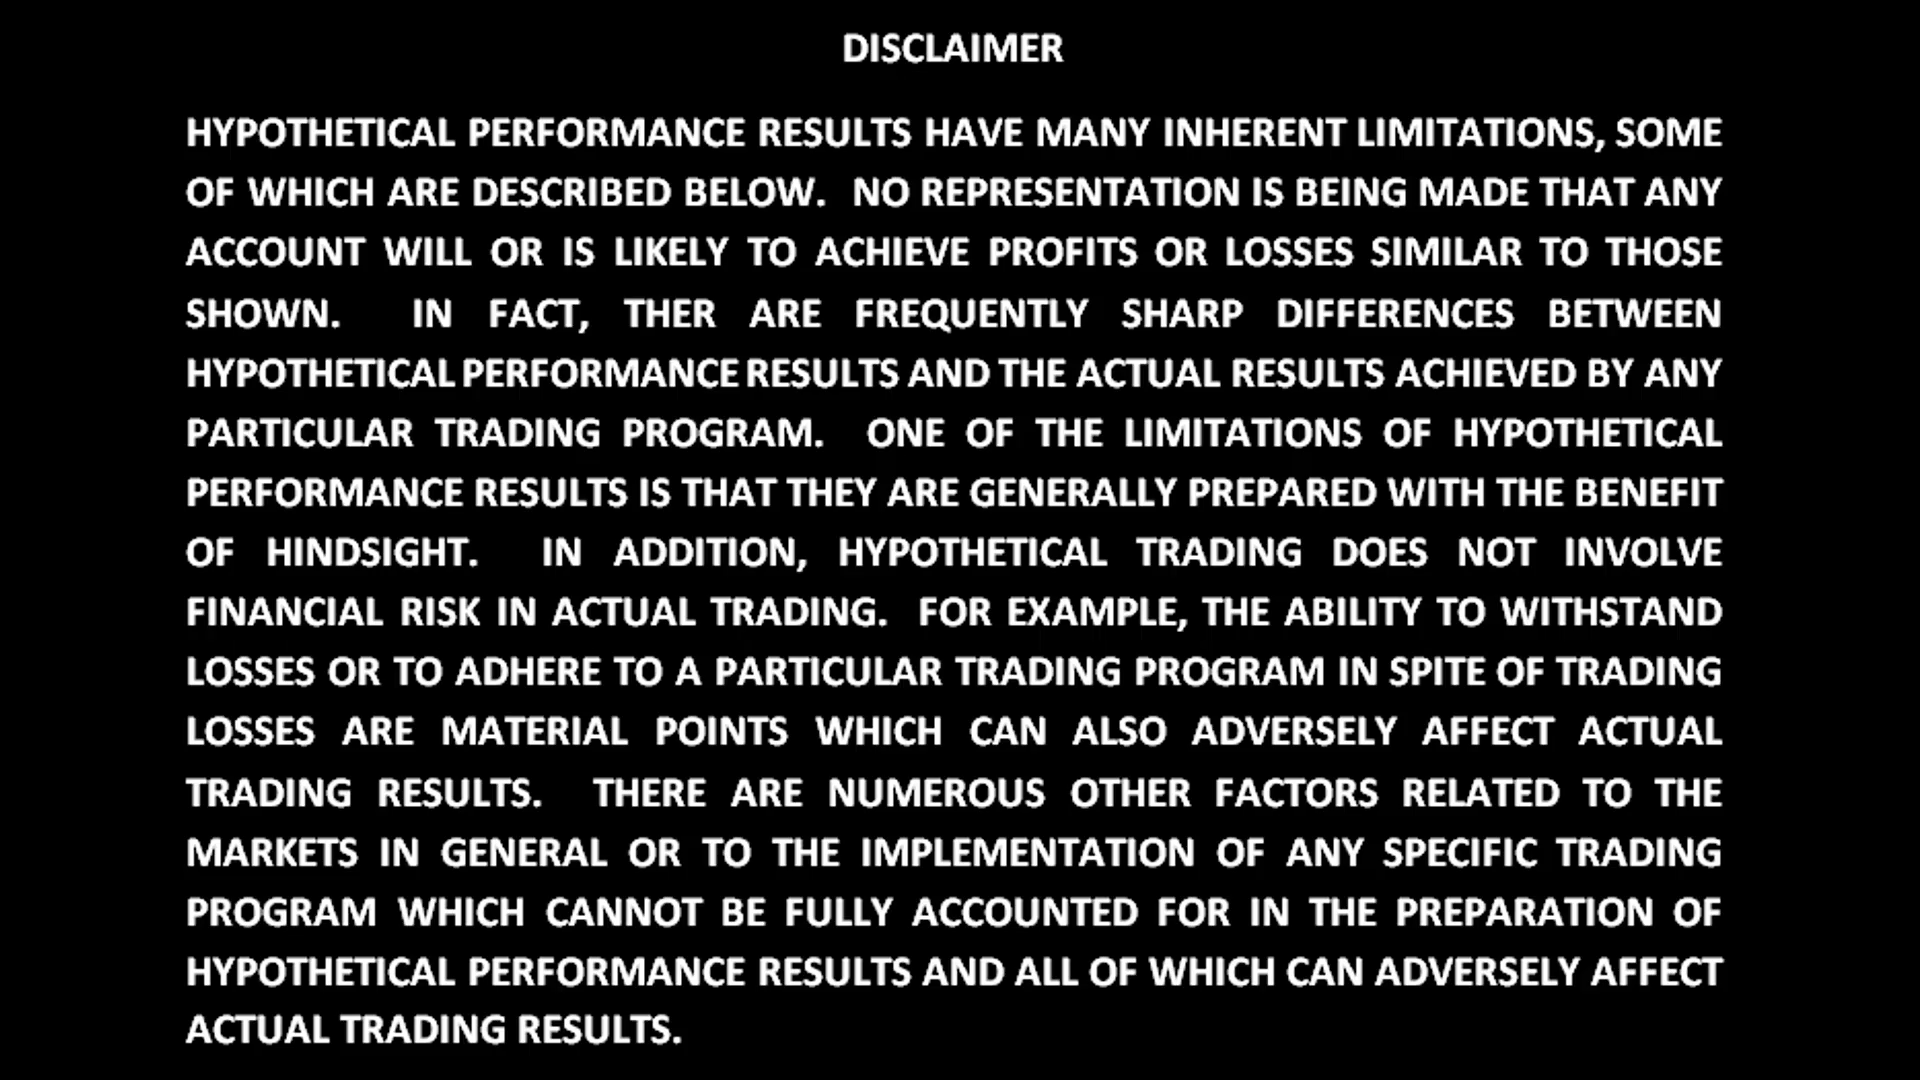 DISCLAIMER
HYPOTHETICAL PERFORMANCE RESULTS HAVE MANY INHERENT LIMITATIONS, SOME
OF WHICH ARE DESCRIBED BELOW.  NO REPRESENTATION IS BEING MADE THAT ANY
ACCOUNT WILL OR IS LIKELY TO ACHIEVE PROFITS OR LOSSES SIMILAR TO THOSE
SHOWN.  IN FACT, THER ARE FREQUENTLY SHARP DIFFERENCES BETWEEN
HYPOTHETICAL PERFORMANCE RESULTS AND THE ACTUAL RESULTS ACHIEVED BY ANY
PARTICULAR TRADING PROGRAM.  ONE OF THE LIMITATIONS OF HYPOTHETICAL
PERFORMANCE RESULTS IS THAT THEY ARE GENERALLY PREPARED WITH THE BENEFIT
OF HINDSIGHT.  IN ADDITION, HYPOTHETICAL TRADING DOES NOT INVOLVE
FINANCIAL RISK IN ACTUAL TRADING.  FOR EXAMPLE, THE ABILITY TO WITHSTAND
LOSSES OR TO ADHERE TO A PARTICULAR TRADING PROGRAM IN SPITE OF TRADING
LOSSES ARE MATERIAL POINTS WHICH CAN ALSO ADVERSELY AFFECT ACTUAL
TRADING RESULTS.  THERE ARE NUMEROUS OTHER FACTORS RELATED TO THE
MARKETS IN GENERAL OR TO THE IMPLEMENTATION OF ANY SPECIFIC TRADING
PROGRAM WHICH CANNOT BE FULLY ACCOUNTED FOR IN THE PREPARATION OF
HYPOTHETICAL PERFORMANCE RESULTS AND ALL OF WHICH CAN ADVERSELY AFFECT
ACTUAL TRADING RESULTS.